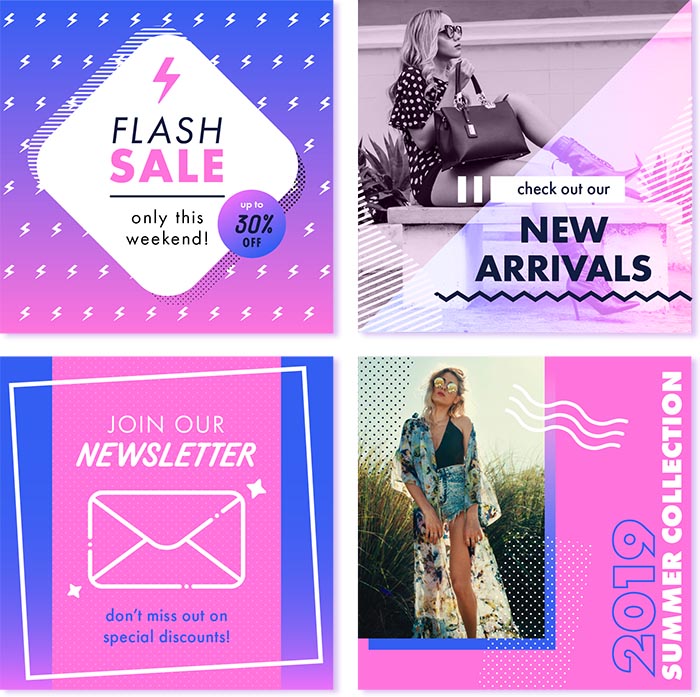 FLASH
SALE
only this
weekend!
up to
30%
OFF
check out our
NEW
ARRIVALS
JOIN OUR
NEWSLETTER
don't miss out on
special discounts!
2019
SUMMER COLLECTION